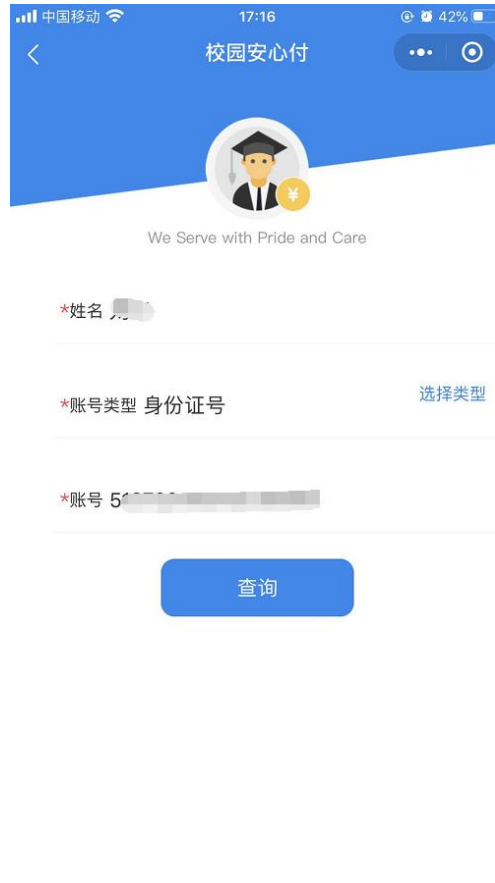 中国移动 17:16 42%
校园安心付
¥
We Serve with Pride and Care
*姓名
*账号类型 身份证号 选择类型
*账号 5
查询